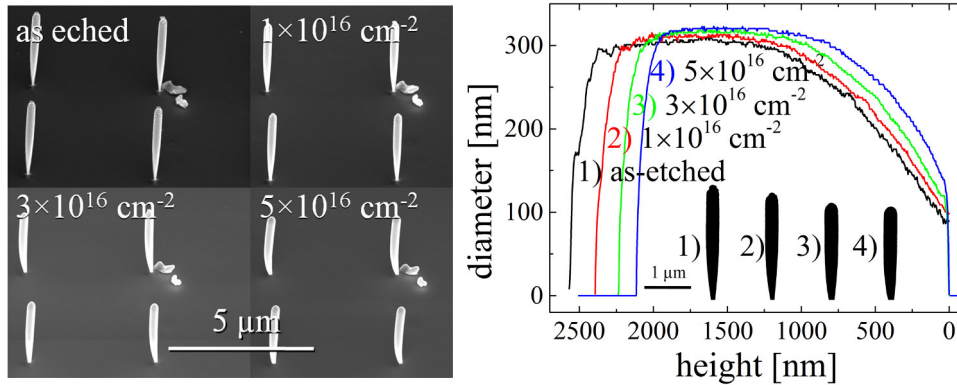 as eched
1×10¹⁶ cm⁻²
3×10¹⁶ cm⁻²
5×10¹⁶ cm⁻²
5 μm
diameter [nm]
300
200
100
0
4) 5×10¹⁶ cm⁻²
3) 3×10¹⁶ cm⁻²
2) 1×10¹⁶ cm⁻²
1) as-etched
1)
2)
3)
4)
1 μm
2500
2000
1500
1000
500
0
height [nm]